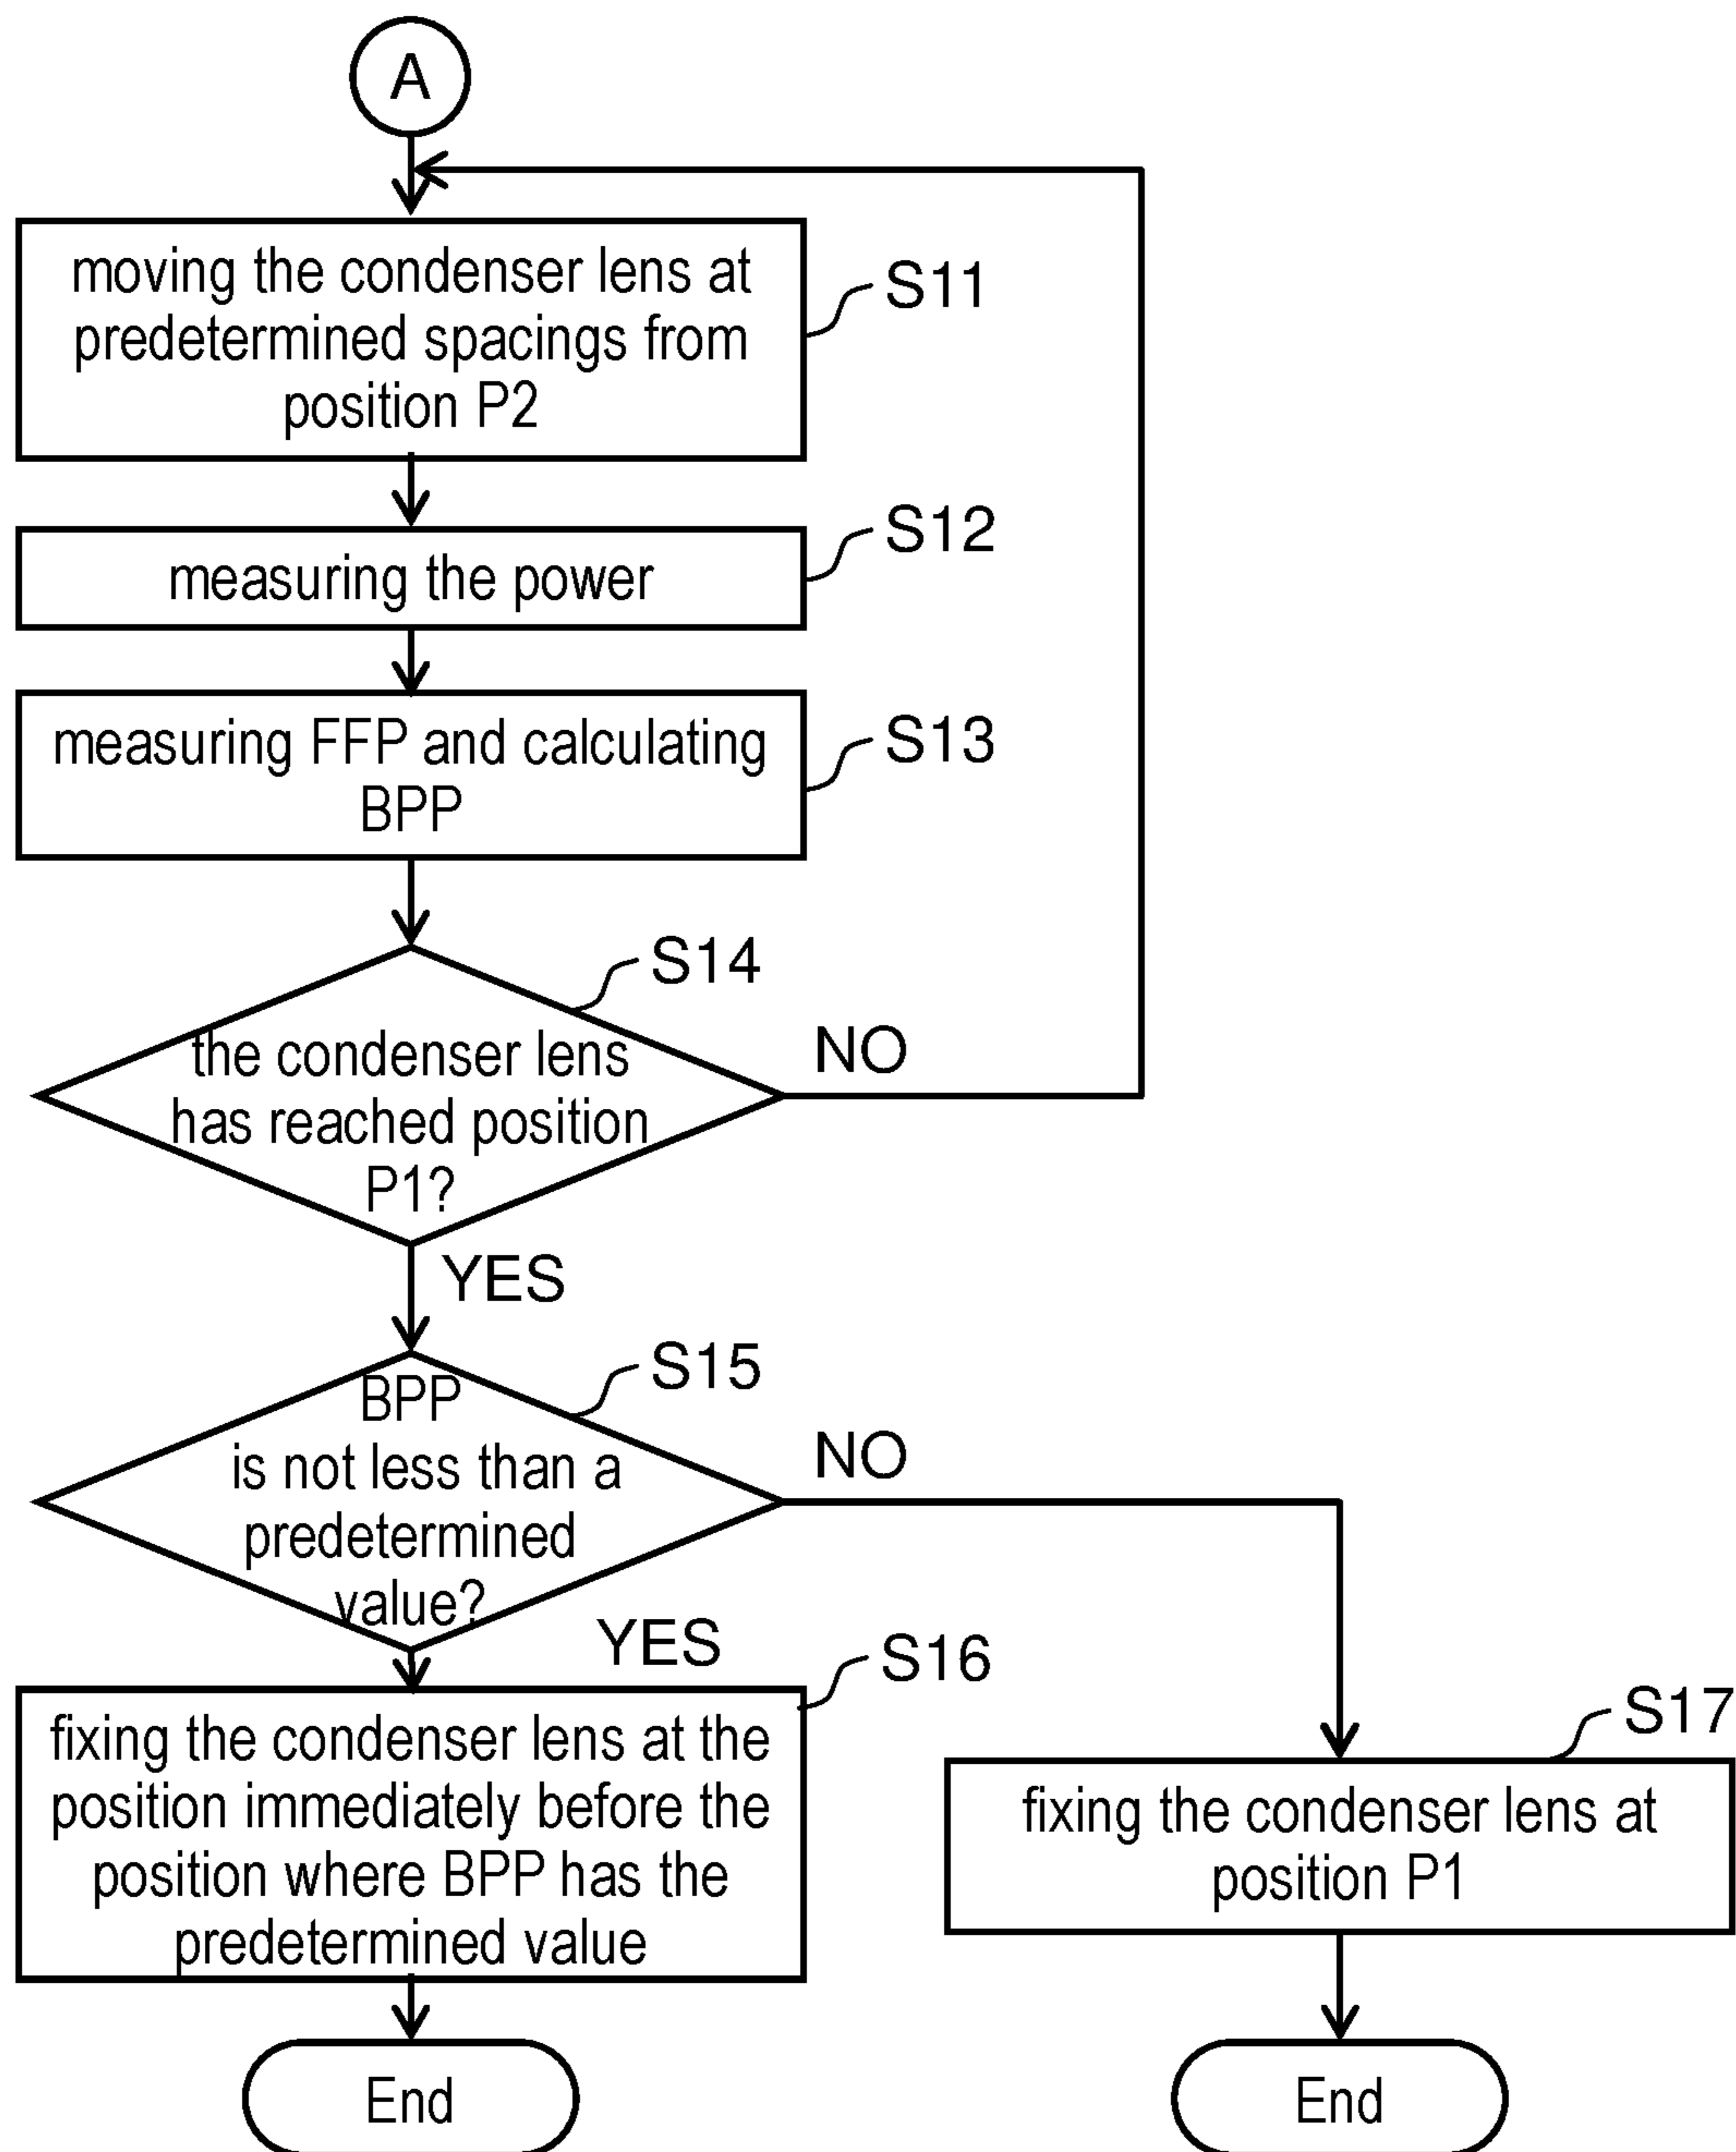 A
moving the condenser lens at
predetermined spacings from
position P2
S11
measuring the power
S12
measuring FFP and calculating
BPP
S13
S14
the condenser lens
has reached position
P1?
NO
YES
S15
BPP
is not less than a
predetermined
value?
NO
YES
S16
fixing the condenser lens at the
position immediately before the
position where BPP has the
predetermined value
S17
fixing the condenser lens at
position P1
End
End